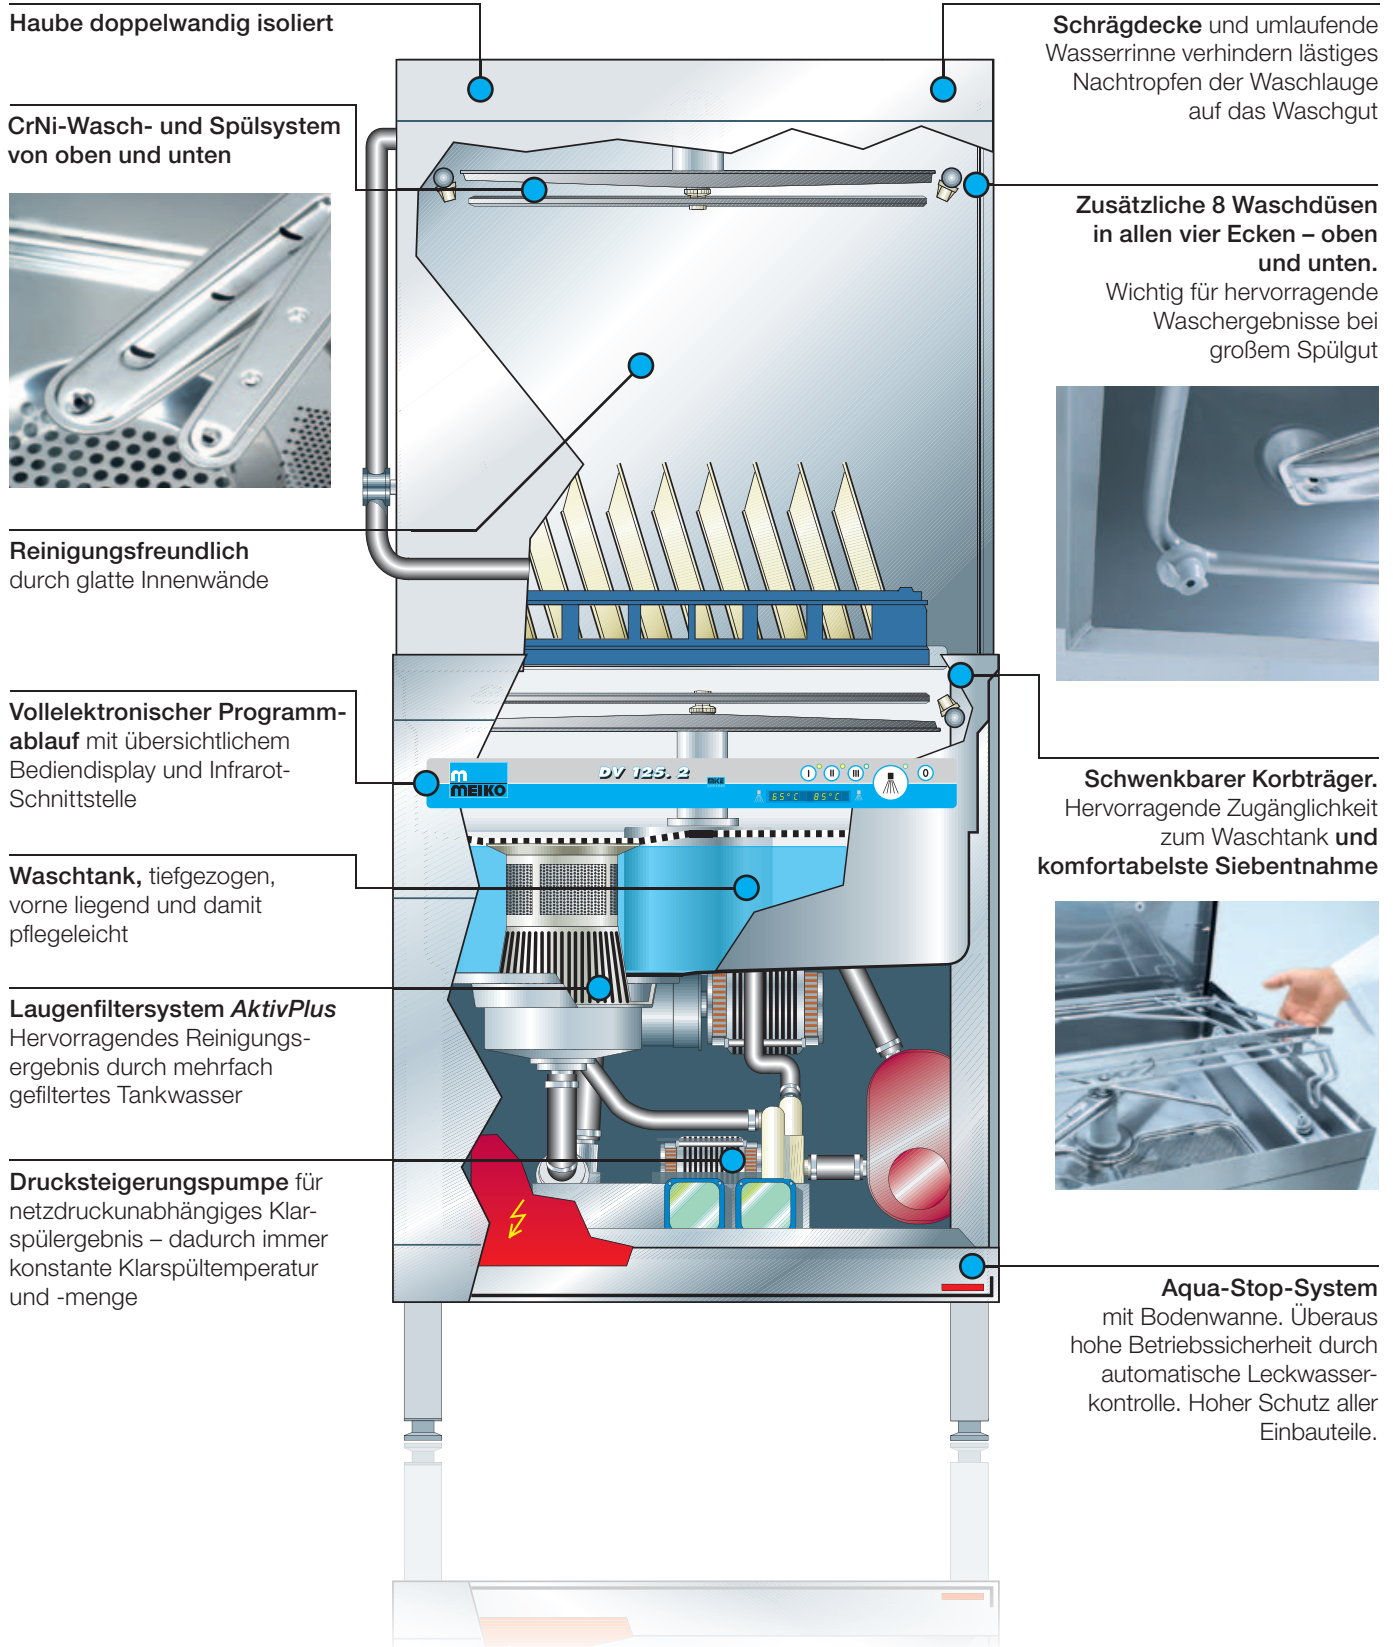 Haube doppelwandig isoliert
CrNi-Wasch- und Spülsystem
von oben und unten
Reinigungsfreundlich
durch glatte Innenwände
Vollelektronischer Programm-
ablauf mit übersichtlichem
Bediendisplay und Infrarot-
Schnittstelle
Waschtank, tiefgezogen,
vorne liegend und damit
pflegeleicht
Laugenfiltersystem AktivPlus
Hervorragendes Reinigungs-
ergebnis durch mehrfach
gefiltertes Tankwasser
Drucksteigerungspumpe für
netzdruckunabhängiges Klar-
spülergebnis – dadurch immer
konstante Klarspültemperatur
und -menge
m
MEIKO
DV 125. 2
I II III 0
65°C 85°C
Schrägdecke und umlaufende
Wasserrinne verhindern lästiges
Nachtropfen der Waschlauge
auf das Waschgut
Zusätzliche 8 Waschdüsen
in allen vier Ecken – oben
und unten.
Wichtig für hervorragende
Waschergebnisse bei
großem Spülgut
Schwenkbarer Korbträger.
Hervorragende Zugänglichkeit
zum Waschtank und
komfortabelste Siebentnahme
Aqua-Stop-System
mit Bodenwanne. Überaus
hohe Betriebssicherheit durch
automatische Leckwasser-
kontrolle. Hoher Schutz aller
Einbauteile.